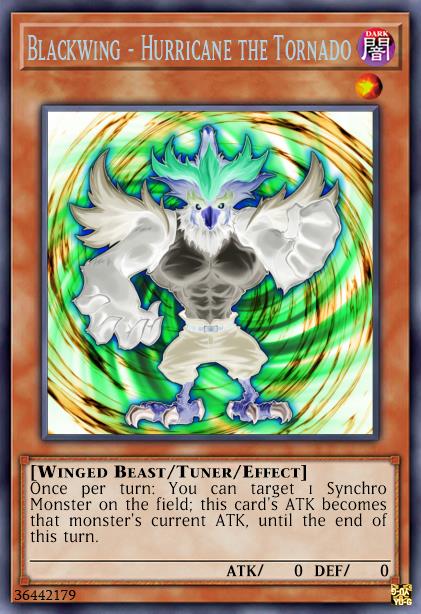 Blackwing - Hurricane the Tornado
DARK
闇
[Winged Beast/Tuner/Effect]
Once per turn: You can target 1 Synchro
Monster on the field; this card's ATK becomes
that monster's current ATK, until the end of
this turn.
ATK/ 0 DEF/ 0
36442179